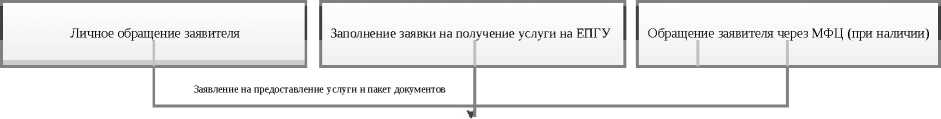 Личное обращение заявителя
Заполнение заявки на получение услуги на ЕПГУ
Обращение заявителя через МФЦ (при наличии)
Заявление на предоставление услуги и пакет документов